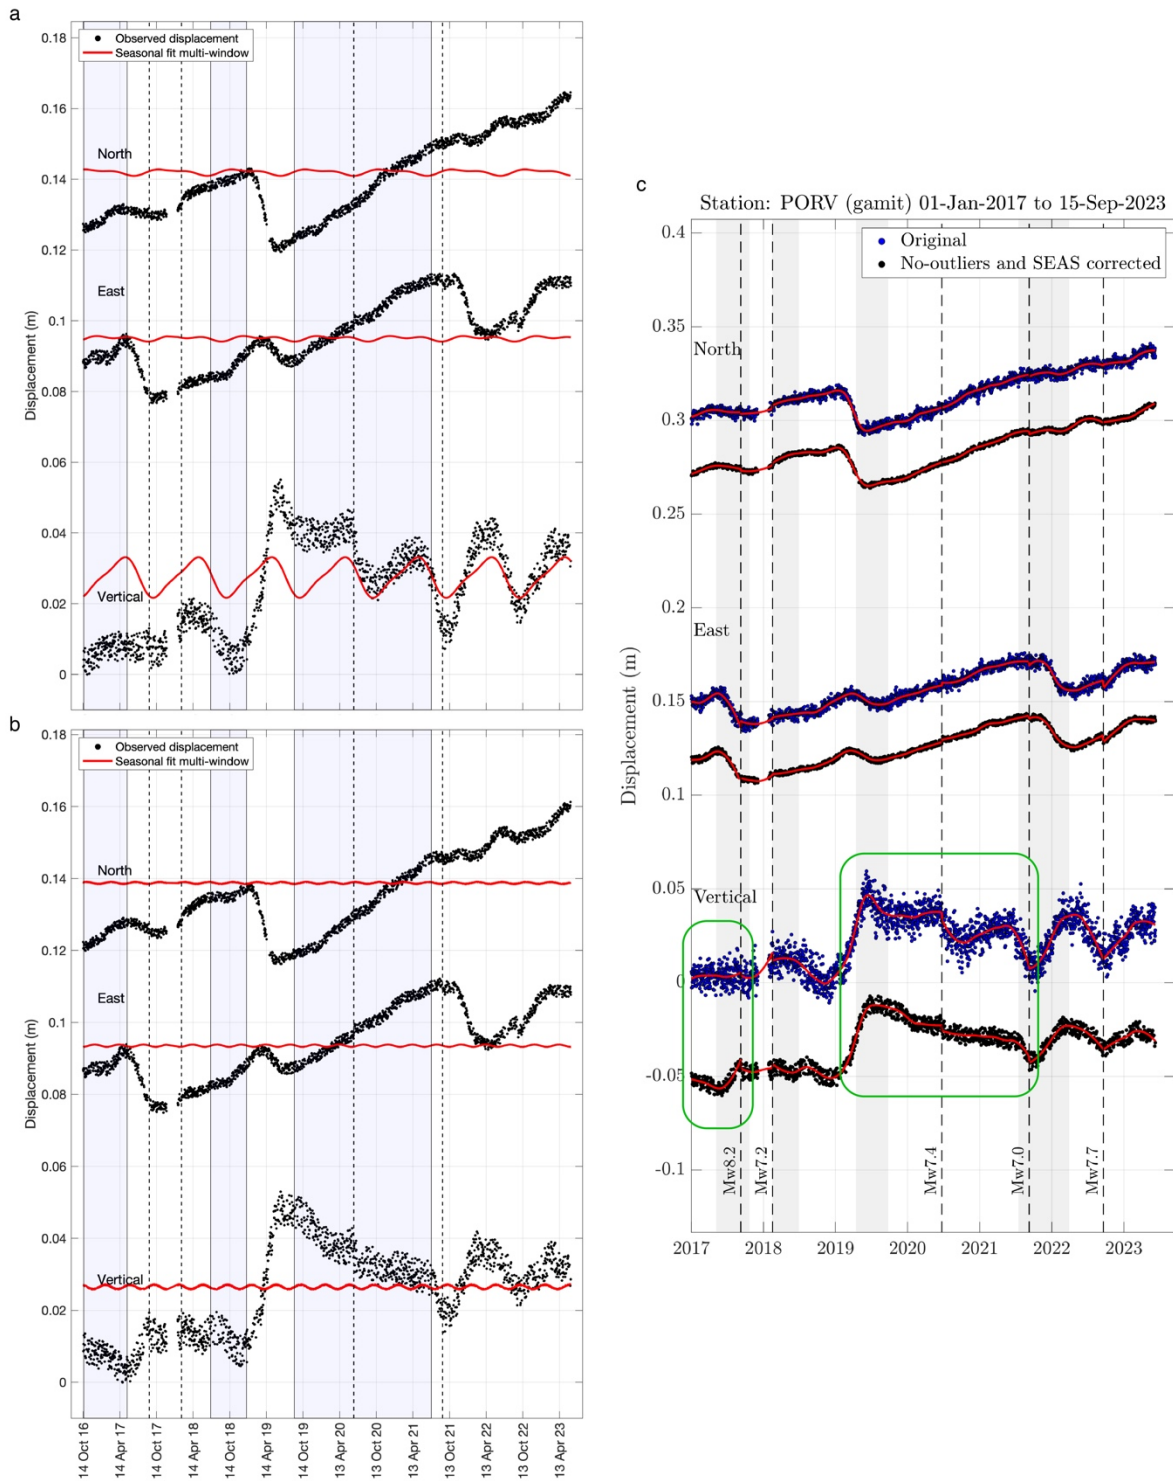 a
0.18
Observed displacement
Seasonal fit multi-window
0.16
North
0.14
0.12
East
0.1
Displacement (m)
0.08
0.06
0.04
Vertical
0.02
0
b
0.18
Observed displacement
Seasonal fit multi-window
0.16
North
0.14
0.12
East
0.1
Displacement (m)
0.08
0.06
0.04
Vertical
0.02
0
14 Oct 16
14 Apr 17
14 Oct 17
14 Apr 18
14 Oct 18
14 Apr 19
14 Oct 19
13 Apr 20
13 Oct 20
13 Apr 21
13 Oct 21
13 Apr 22
13 Oct 22
13 Apr 23
c
Station: PORV (gamit) 01-Jan-2017 to 15-Sep-2023
0.4
Original
No-outliers and SEAS corrected
0.35
North
0.3
0.25
0.2
East
Displacement (m)
0.15
0.1
0.05
Vertical
0
-0.05
-0.1
Mw8.2
Mw7.2
Mw7.4
Mw7.0
Mw7.7
2017 2018 2019 2020 2021 2022 2023